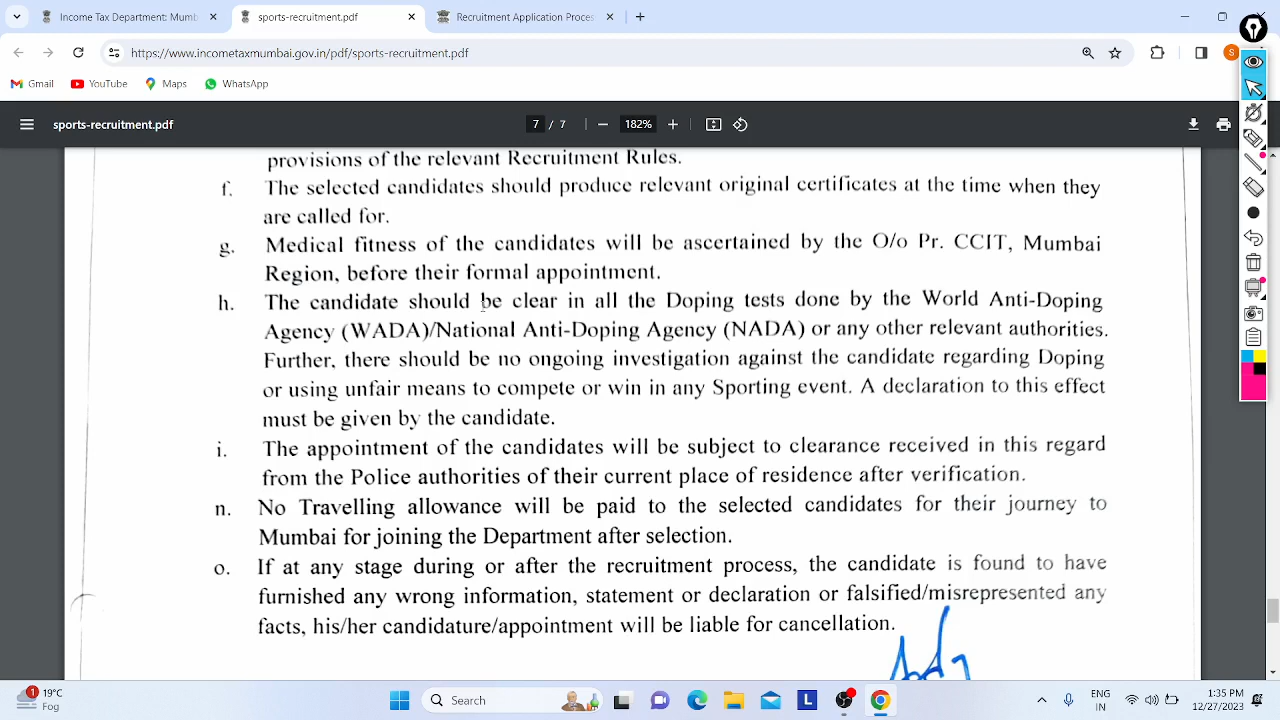 Income Tax Department: Mumb
sports-recruitment.pdf
Recruitment Application Proces
https://www.incometaxmumbai.gov.in/pdf/sports-recruitment.pdf
S
Gmail
YouTube
Maps
WhatsApp
sports-recruitment.pdf
7 / 7
182%
provisions of the relevant Recruitment Rules.
f. The selected candidates should produce relevant original certificates at the time when they
are called for.
g. Medical fitness of the candidates will be ascertained by the O/o Pr. CCIT, Mumbai
Region, before their formal appointment.
h. The candidate should be clear in all the Doping tests done by the World Anti-Doping
Agency (WADA)/National Anti-Doping Agency (NADA) or any other relevant authorities.
Further, there should be no ongoing investigation against the candidate regarding Doping
or using unfair means to compete or win in any Sporting event. A declaration to this effect
must be given by the candidate.
i. The appointment of the candidates will be subject to clearance received in this regard
from the Police authorities of their current place of residence after verification.
n. No Travelling allowance will be paid to the selected candidates for their journey to
Mumbai for joining the Department after selection.
o. If at any stage during or after the recruitment process, the candidate is found to have
furnished any wrong information, statement or declaration or falsified/misrepresented any
facts, his/her candidature/appointment will be liable for cancellation.
1
19°C
Fog
Search
L
ENG
IN
1:35 PM
12/27/2023